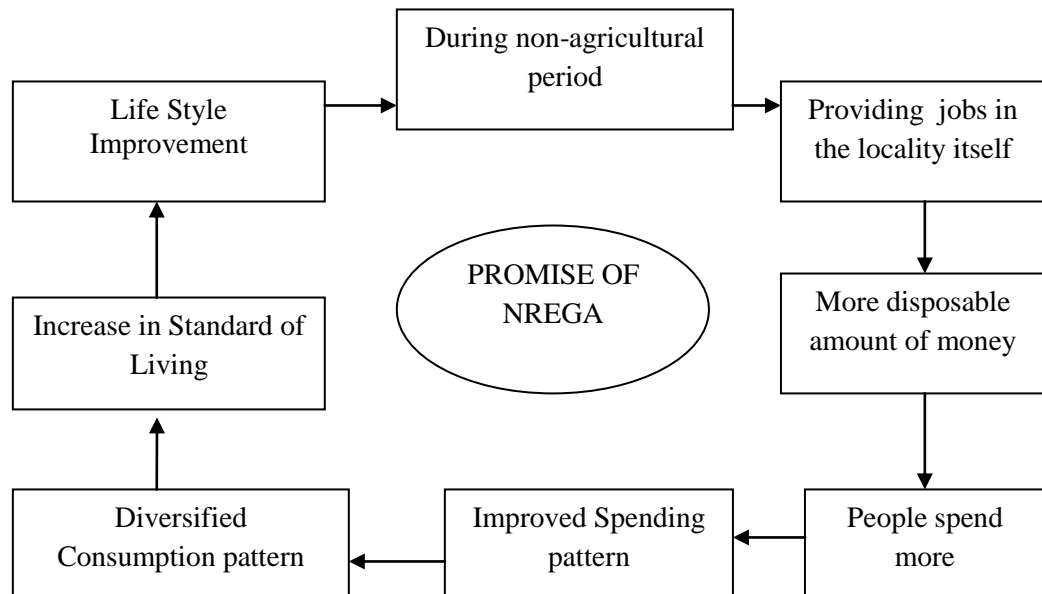 During non-agricultural
period
Life Style
Improvement
Providing jobs in
the locality itself
PROMISE OF
NREGA
More disposable
amount of money
Increase in Standard of
Living
Diversified
Consumption pattern
Improved Spending
pattern
People spend
more